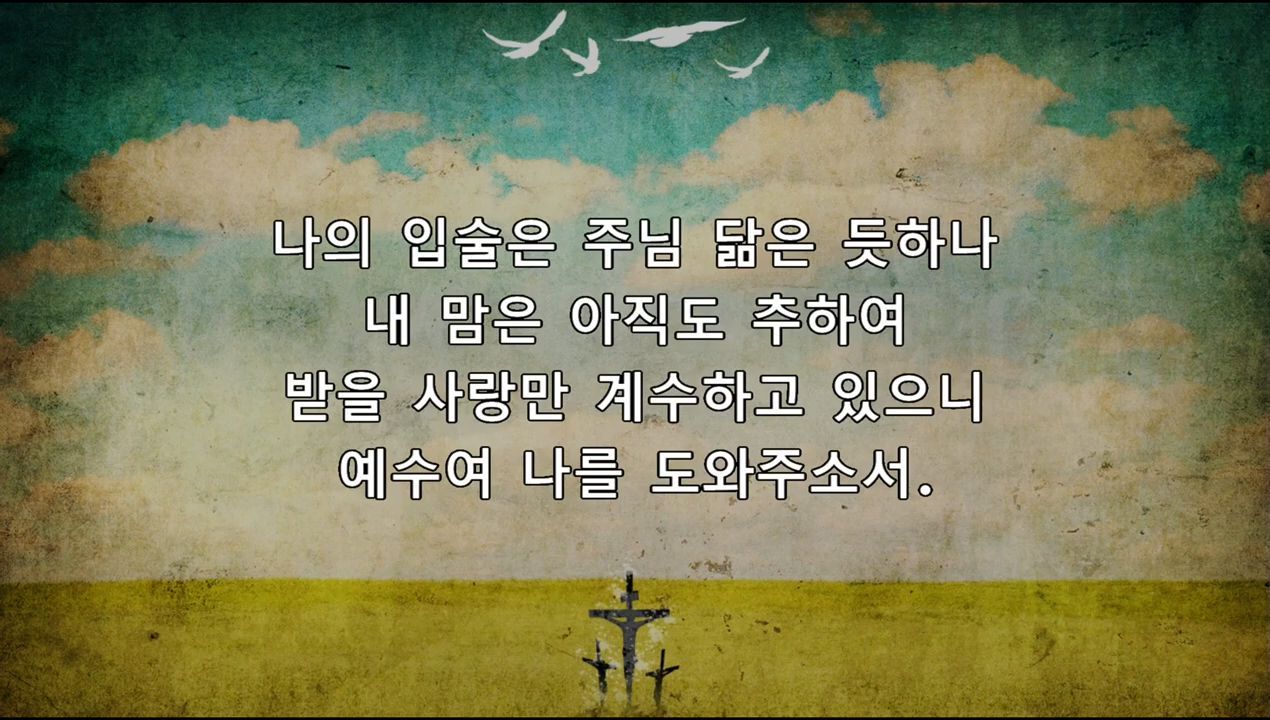 나의 입술은 주님 닮은 듯하나
내 맘은 아직도 추하여
받을 사랑만 계수하고 있으니
예수여 나를 도와주소서.